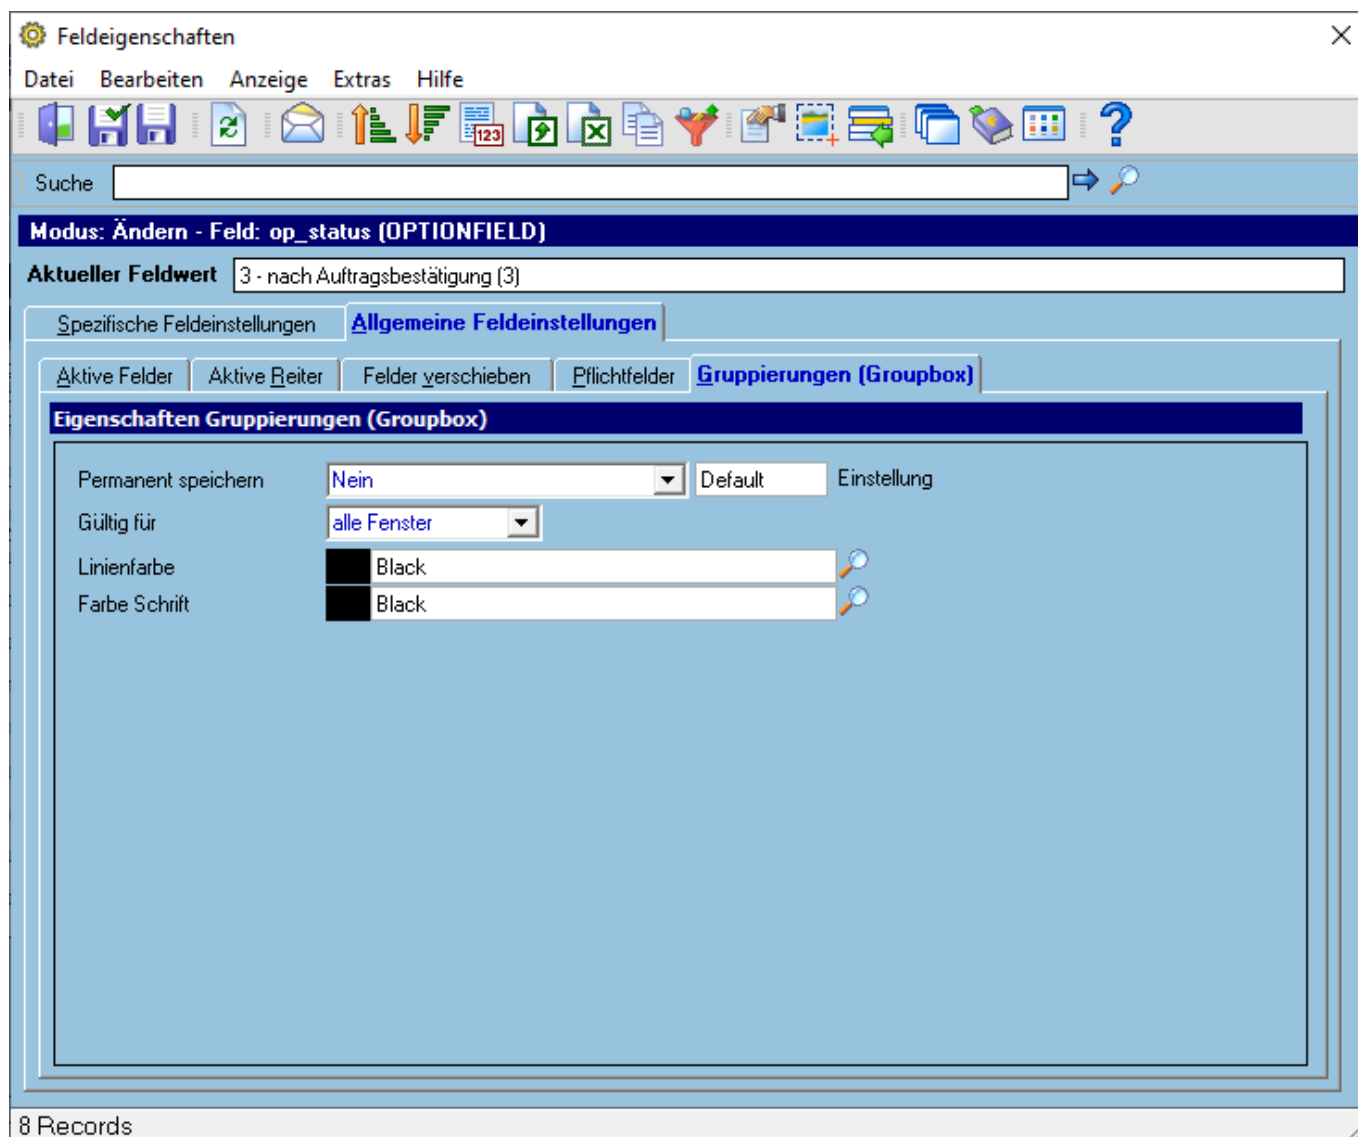 Feldeigenschaften
Datei Bearbeiten Anzeige Extras Hilfe
123
Suche
Modus: Ändern - Feld: op_status (OPTIONFIELD)
Aktueller Feldwert 3 - nach Auftragsbestätigung (3)
Spezifische Feldeinstellungen Allgemeine Feldeinstellungen
Aktive Felder Aktive Reiter Felder verschieben Pflichtfelder Gruppierungen (Groupbox)
Eigenschaften Gruppierungen (Groupbox)
Permanent speichern Nein Default Einstellung
Gültig für alle Fenster
Linienfarbe Black
Farbe Schrift Black
8 Records